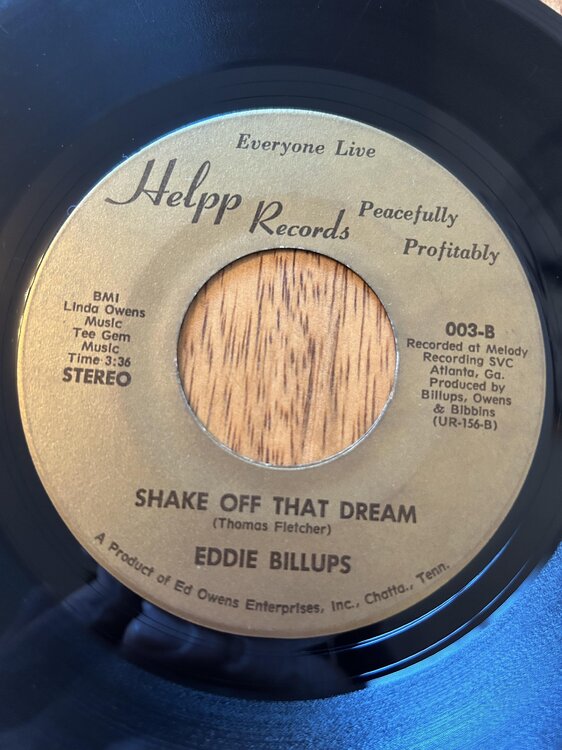 Everyone Live
Helpp Records
Peacefully
Profitably
BMI
Linda Owens
Music
Tee Gem
Music
Time 3:36
STEREO
003-B
Recorded at Melody
Recording SVC
Atlanta, Ga.
Produced by
Billups, Owens
& Bibbins
(UR-156-B)
SHAKE OFF THAT DREAM
(Thomas Fletcher)
EDDIE BILLUPS
A Product of Ed Owens Enterprises, Inc., Chatta., Tenn.